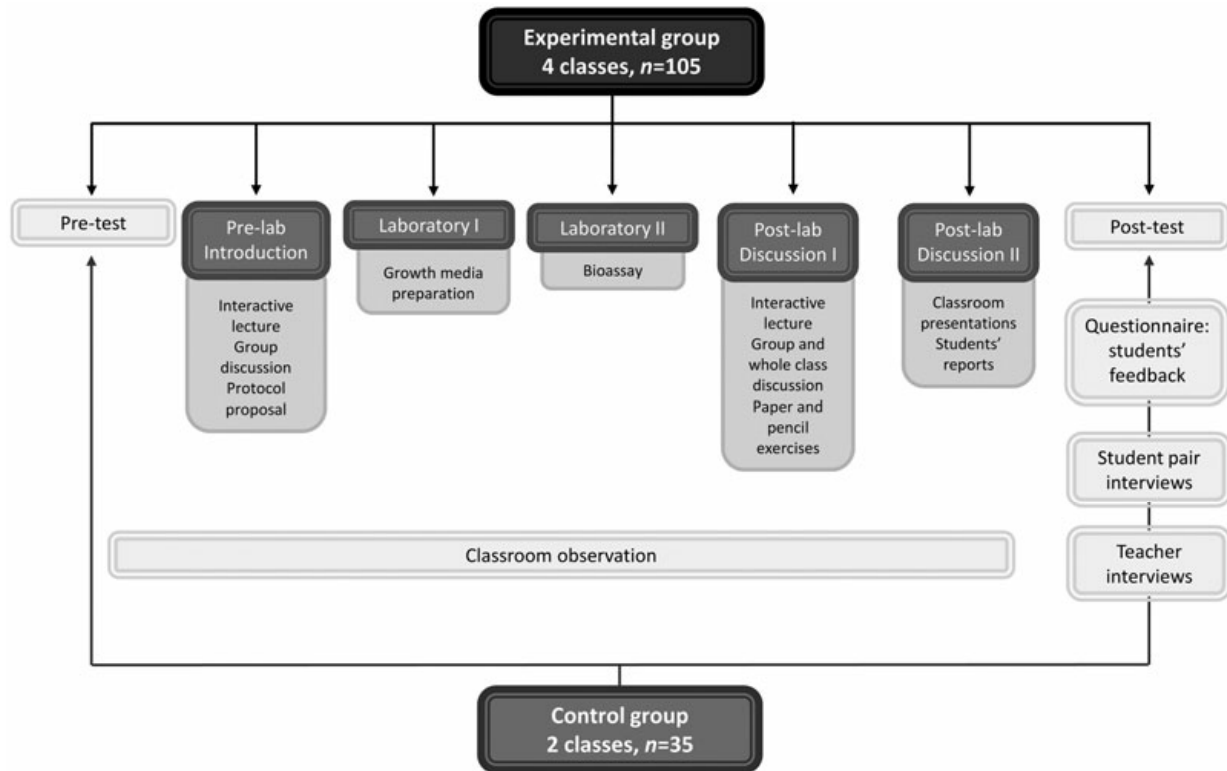 Experimental group
4 classes, n=105
Pre-test
Pre-lab
Introduction
Interactive
lecture
Group
discussion
Protocol
proposal
Laboratory I
Growth media
preparation
Laboratory II
Bioassay
Post-lab
Discussion I
Interactive
lecture
Group and
whole class
discussion
Paper and
pencil
exercises
Post-lab
Discussion II
Classroom
presentations
Students’
reports
Post-test
Questionnaire:
students’
feedback
Student pair
interviews
Teacher
interviews
Classroom observation
Control group
2 classes, n=35